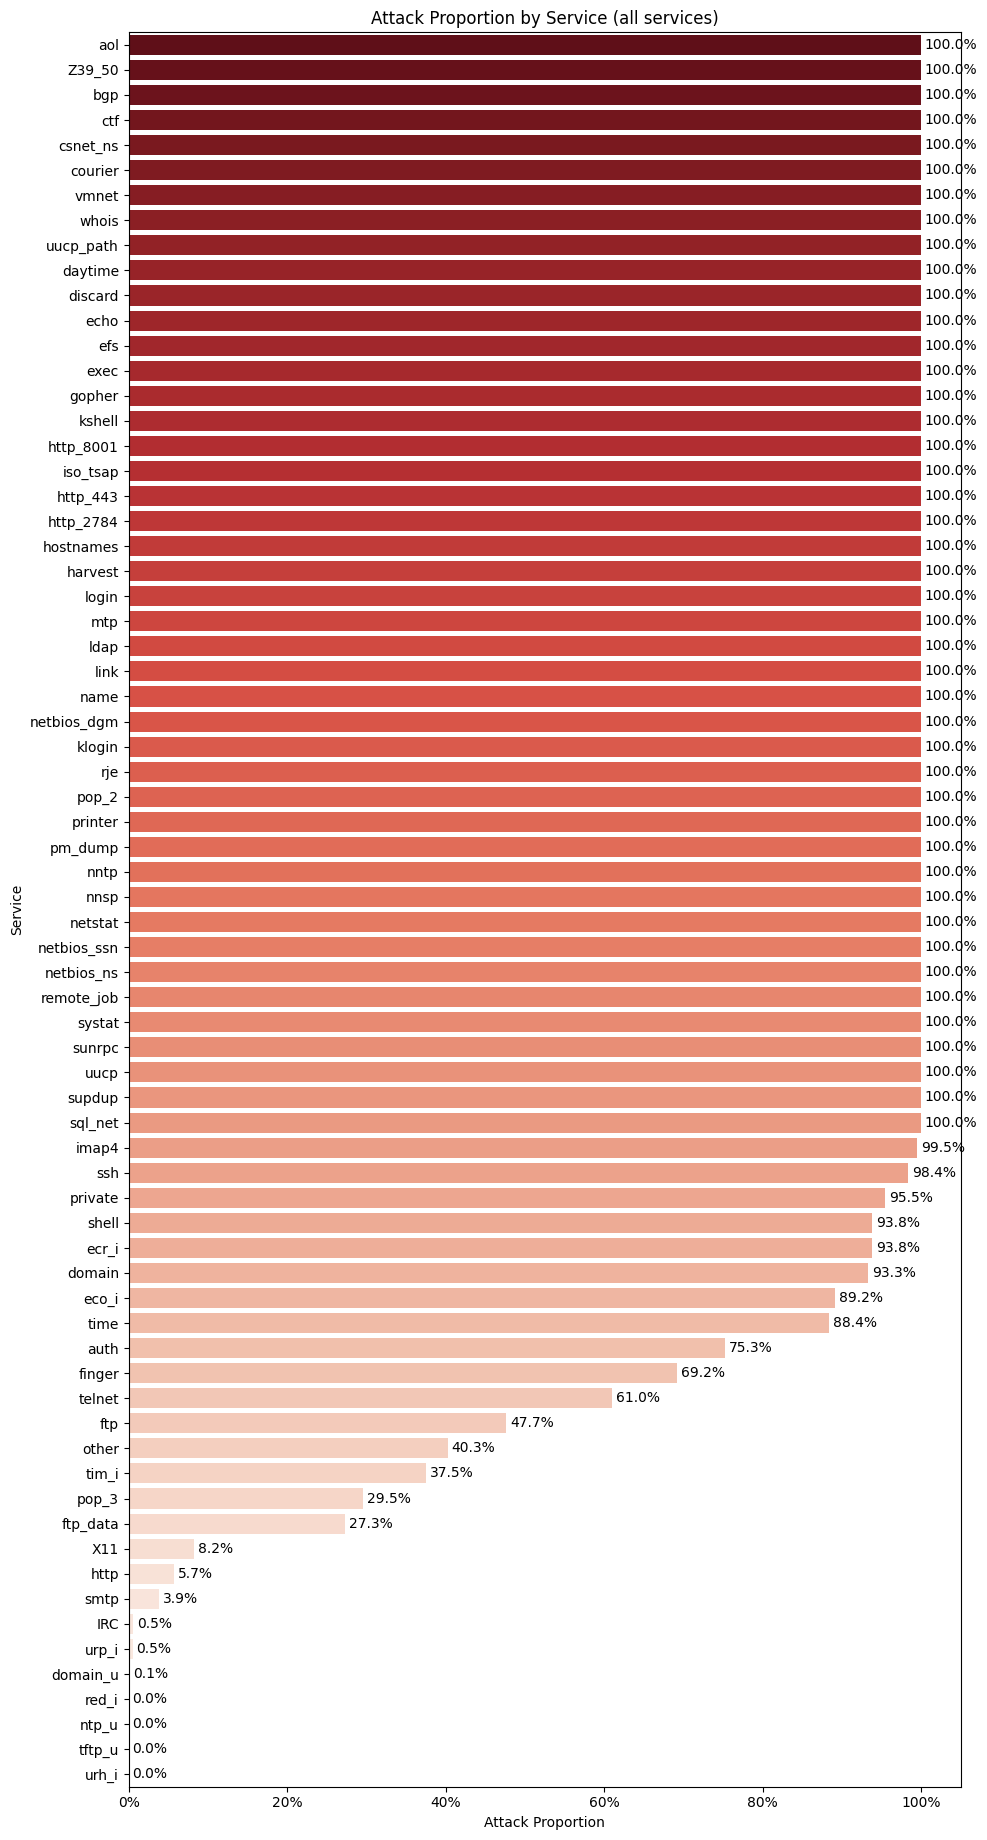 Attack Proportion by Service (all services)
aol 100.0%
Z39_50 100.0%
bgp 100.0%
ctf 100.0%
csnet_ns 100.0%
courier 100.0%
vmnet 100.0%
whois 100.0%
uucp_path 100.0%
daytime 100.0%
discard 100.0%
echo 100.0%
efs 100.0%
exec 100.0%
gopher 100.0%
kshell 100.0%
http_8001 100.0%
iso_tsap 100.0%
http_443 100.0%
http_2784 100.0%
hostnames 100.0%
harvest 100.0%
login 100.0%
mtp 100.0%
ldap 100.0%
link 100.0%
name 100.0%
netbios_dgm 100.0%
klogin 100.0%
rje 100.0%
pop_2 100.0%
printer 100.0%
pm_dump 100.0%
nntp 100.0%
nnsp 100.0%
netstat 100.0%
netbios_ssn 100.0%
netbios_ns 100.0%
remote_job 100.0%
systat 100.0%
sunrpc 100.0%
uucp 100.0%
supdup 100.0%
sql_net 100.0%
imap4 99.5%
ssh 98.4%
private 95.5%
shell 93.8%
ecr_i 93.8%
domain 93.3%
eco_i 89.2%
time 88.4%
auth 75.3%
finger 69.2%
telnet 61.0%
ftp 47.7%
other 40.3%
tim_i 37.5%
pop_3 29.5%
ftp_data 27.3%
X11 8.2%
http 5.7%
smtp 3.9%
IRC 0.5%
urp_i 0.5%
domain_u 0.1%
red_i 0.0%
ntp_u 0.0%
tftp_u 0.0%
urh_i 0.0%
Service
0% 20% 40% 60% 80% 100%
Attack Proportion